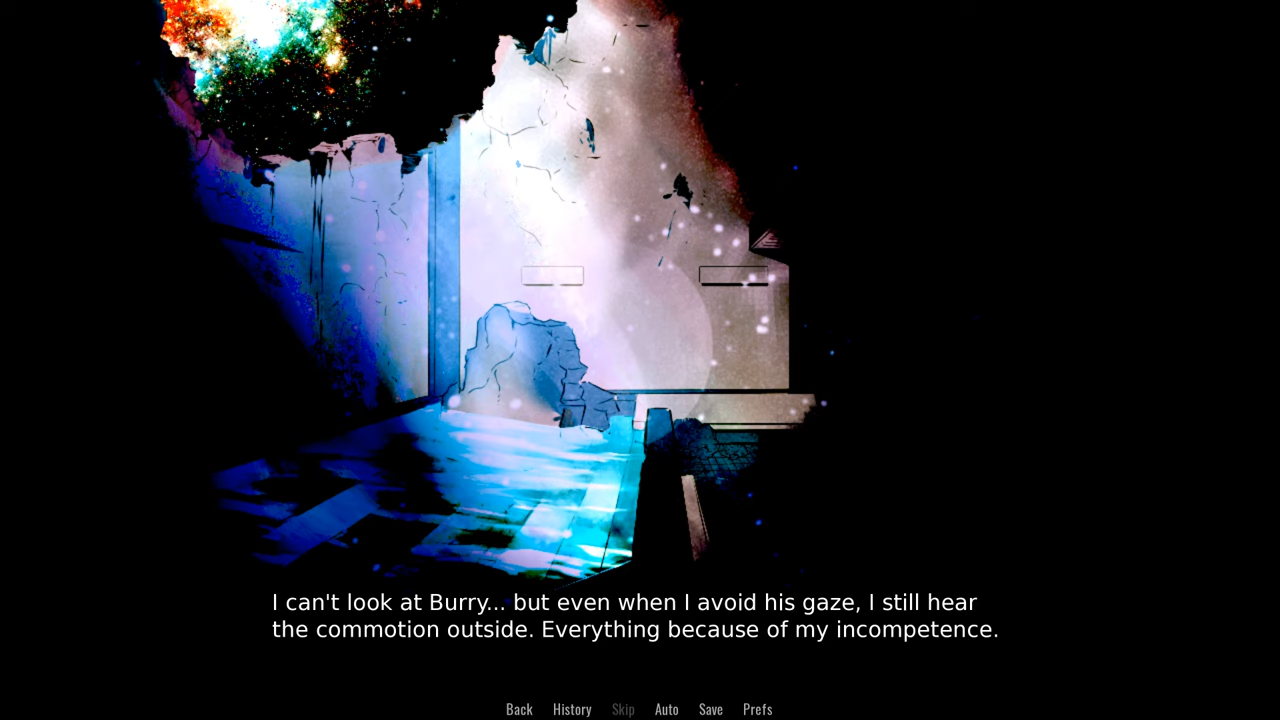 I can't look at Burry... but even when I avoid his gaze, I still hear
the commotion outside. Everything because of my incompetence.
Back History Skip Auto Save Prefs